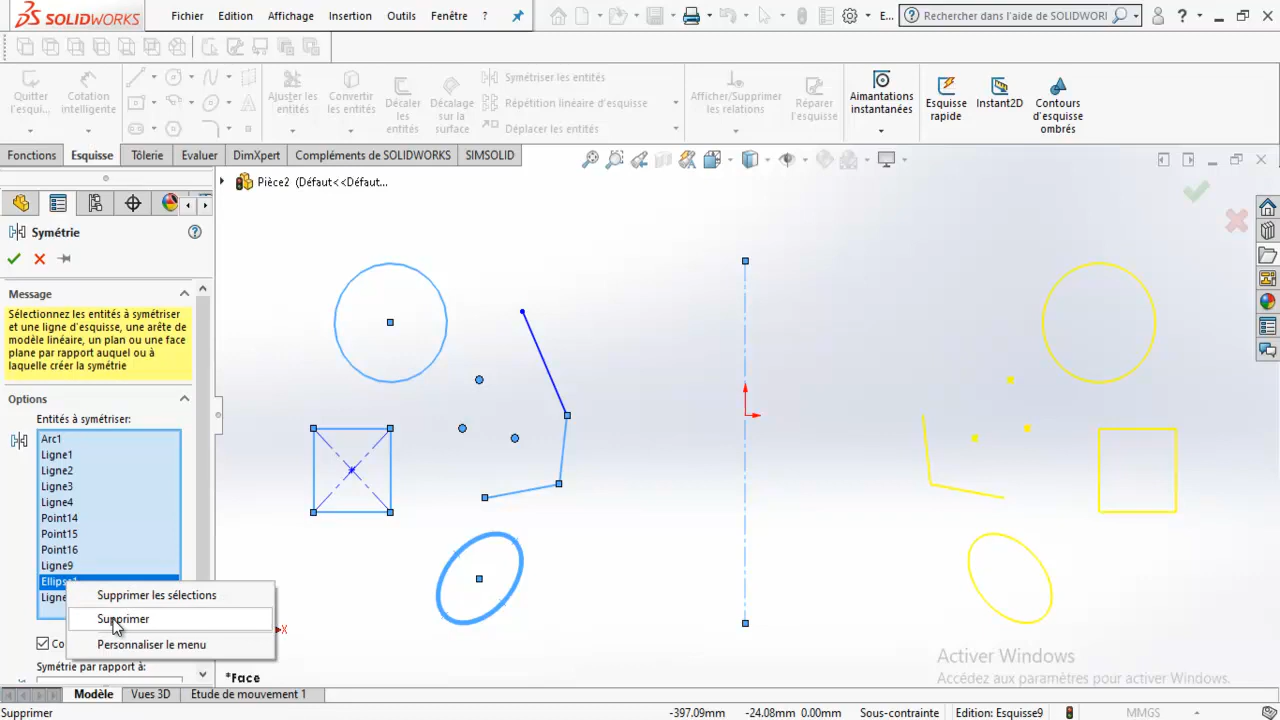 SOLIDWORKS Fichier Edition Affichage Insertion Outils Fenêtre ? E... Rechercher dans l'aide de SOLIDWORI ?
Quitter l'esqui... Cotation intelligente Ajuster les entités Convertir les entités Décaler les entités Décalage sur la surface Symétriser les entités
Répétition linéaire d'esquisse
Déplacer les entités
Afficher/Supprimer les relations Réparer l'esquisse Aimantations instantanées Esquisse rapide Instant2D Contours d'esquisse ombrés
Fonctions Esquisse Tôlerie Evaluer DimXpert Compléments de SOLIDWORKS SIMSOLID
Pièce2 (Défaut<<Défaut...
Symétrie
Message
Sélectionnez les entités à symétriser
et une ligne d'esquisse, une arête de
modèle linéaire, un plan ou une face
plane par rapport auquel ou à
laquelle créer la symétrie
Options
Entités à symétriser:
Arc1
Ligne1
Ligne2
Ligne3
Ligne4
Point14
Point15
Point16
Ligne9
Ellipse1
Ligne
Supprimer les sélections
Supprimer
Personnaliser le menu
Co
Symétrie par rapport à:
X
*Face
Activer Windows
Accédez aux paramètres pour activer Windows.
Modèle Vues 3D Etude de mouvement 1
Supprimer -397.09mm -24.08mm 0.00mm Sous-contrainte Edition: Esquisse9 MMGS